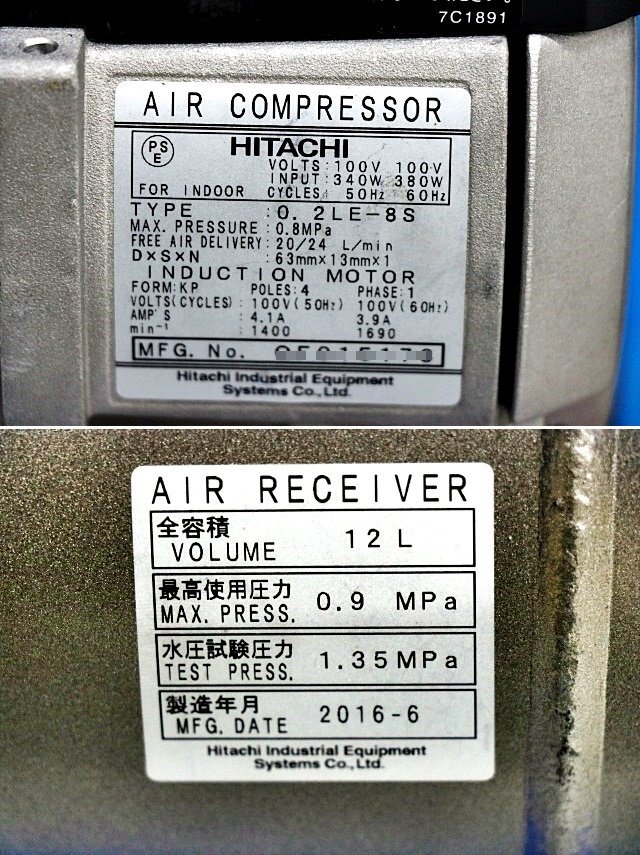 7C1891
AIR COMPRESSOR
PS
E
HITACHI
VOLTS: 100V 100V
INPUT: 340W 380W
FOR INDOOR CYCLES: 50Hz 60Hz
TYPE :0.2LE-8S
MAX. PRESSURE :0.8MPa
FREE AIR DELIVERY: 20/24 L/min
D×S×N :63mm×13mm×1
INDUCTION MOTOR
FORM:KP POLES:4 PHASE:1
VOLTS(CYCLES): 100V(50Hz) 100V(60Hz)
AMP'S : 4.1A 3.9A
min⁻¹ : 1400 1690
MFG. No.
Hitachi Industrial Equipment
Systems Co., Ltd.
AIR RECEIVER
全容積
VOLUME 12L
最高使用圧力
MAX. PRESS. 0.9 MPa
水圧試験圧力
TEST PRESS. 1.35MPa
製造年月
MFG. DATE 2016-6
Hitachi Industrial Equipment
Systems Co., Ltd.